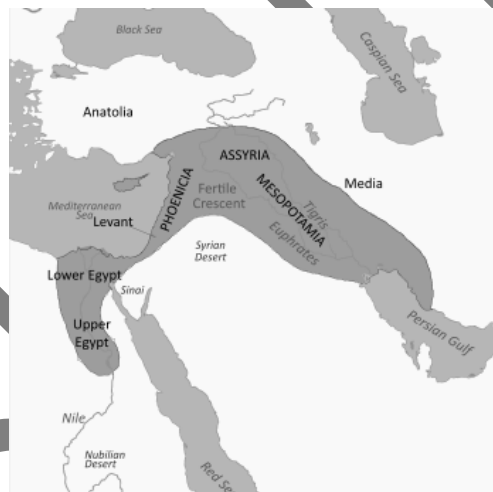 Black Sea
Caspian Sea
Anatolia
ASSYRIA
Media
PHOENICIA
Fertile
Crescent
MESOPOTAMIA
Tigris
Mediterranean
Sea
Levant
Euphrates
Syrian
Desert
Lower Egypt
Sinai
Upper
Egypt
Persian Gulf
Nile
Nubilian
Desert
Red Se